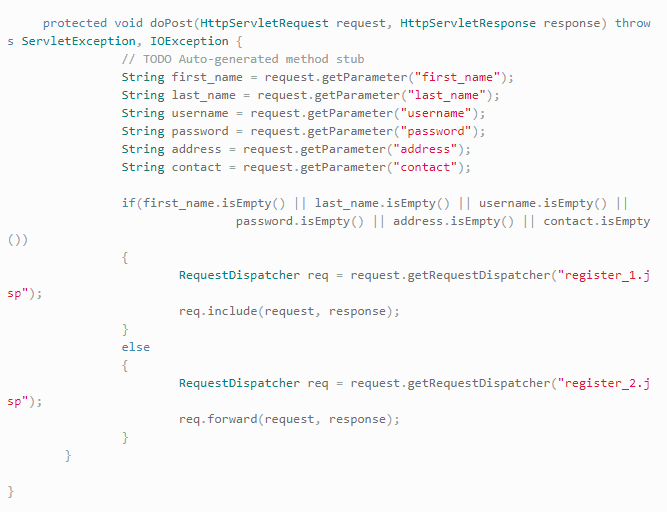 protected void doPost(HttpServletRequest request, HttpServletResponse response) throw
s ServletException, IOException {
// TODO Auto-generated method stub
String first_name = request.getParameter("first_name");
String last_name = request.getParameter("last_name");
String username = request.getParameter("username");
String password = request.getParameter("password");
String address = request.getParameter("address");
String contact = request.getParameter("contact");
if(first_name.isEmpty() || last_name.isEmpty() || username.isEmpty() ||
password.isEmpty() || address.isEmpty() || contact.isEmpty
())
{
RequestDispatcher req = request.getRequestDispatcher("register_1.j
sp");
req.include(request, response);
}
else
{
RequestDispatcher req = request.getRequestDispatcher("register_2.j
sp");
req.forward(request, response);
}
}
}